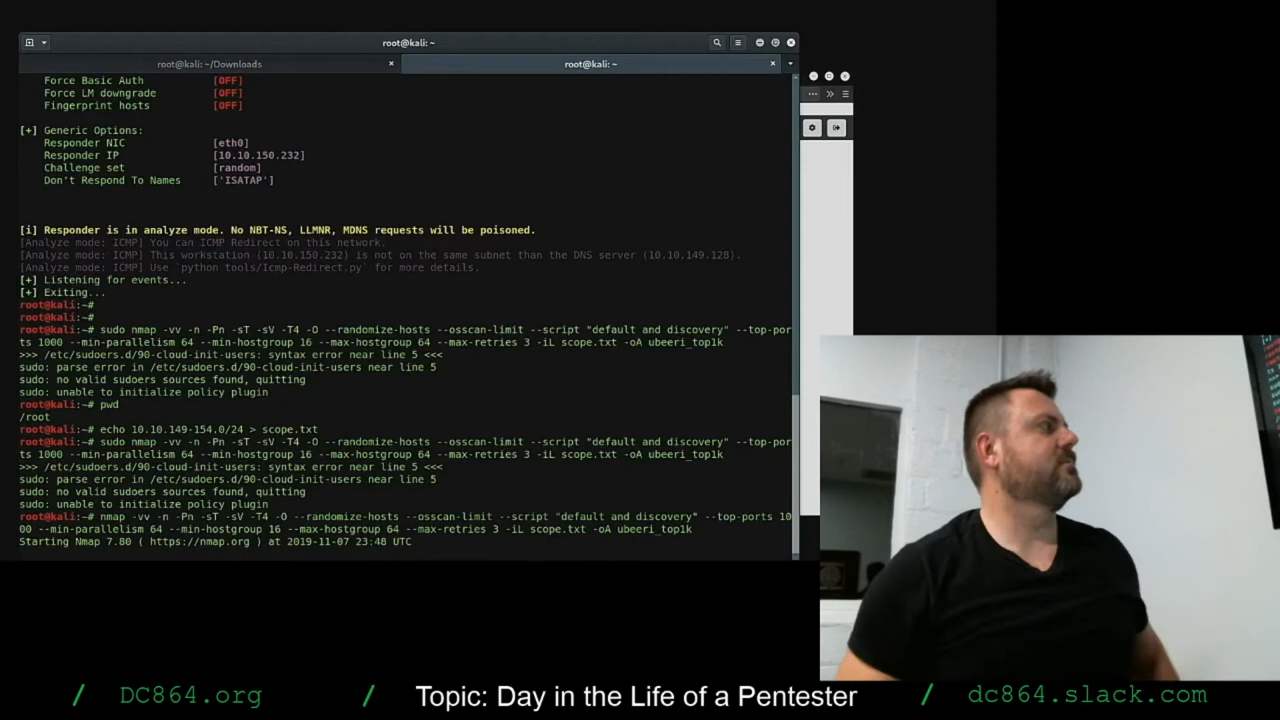 root@kali: ~
root@kali: ~/Downloads
root@kali: ~
Force Basic Auth [OFF]
Force LM downgrade [OFF]
Fingerprint hosts [OFF]
[+] Generic Options:
Responder NIC [eth0]
Responder IP [10.10.150.232]
Challenge set [random]
Don't Respond To Names ['ISATAP']
[i] Responder is in analyze mode. No NBT-NS, LLMNR, MDNS requests will be poisoned.
[Analyze mode: ICMP] You can ICMP Redirect on this network.
[Analyze mode: ICMP] This workstation (10.10.150.232) is not on the same subnet than the DNS server (10.10.149.128).
[Analyze mode: ICMP] Use `python tools/Icmp-Redirect.py` for more details.
[+] Listening for events...
[+] Exiting...
root@kali:~#
root@kali:~#
root@kali:~# sudo nmap -vv -n -Pn -sT -sV -T4 -O --randomize-hosts --osscan-limit --script "default and discovery" --top-por
ts 1000 --min-parallelism 64 --min-hostgroup 16 --max-hostgroup 64 --max-retries 3 -iL scope.txt -oA ubeeri_top1k
>>> /etc/sudoers.d/90-cloud-init-users: syntax error near line 5 <<<
sudo: parse error in /etc/sudoers.d/90-cloud-init-users near line 5
sudo: no valid sudoers sources found, quitting
sudo: unable to initialize policy plugin
root@kali:~# pwd
/root
root@kali:~# echo 10.10.149-154.0/24 > scope.txt
root@kali:~# sudo nmap -vv -n -Pn -sT -sV -T4 -O --randomize-hosts --osscan-limit --script "default and discovery" --top-por
ts 1000 --min-parallelism 64 --min-hostgroup 16 --max-hostgroup 64 --max-retries 3 -iL scope.txt -oA ubeeri_top1k
>>> /etc/sudoers.d/90-cloud-init-users: syntax error near line 5 <<<
sudo: parse error in /etc/sudoers.d/90-cloud-init-users near line 5
sudo: no valid sudoers sources found, quitting
sudo: unable to initialize policy plugin
root@kali:~# nmap -vv -n -Pn -sT -sV -T4 -O --randomize-hosts --osscan-limit --script "default and discovery" --top-ports 10
00 --min-parallelism 64 --min-hostgroup 16 --max-hostgroup 64 --max-retries 3 -iL scope.txt -oA ubeeri_top1k
Starting Nmap 7.80 ( https://nmap.org ) at 2019-11-07 23:48 UTC
/ DC864.org / Topic: Day in the Life of a Pentester / dc864.slack.com